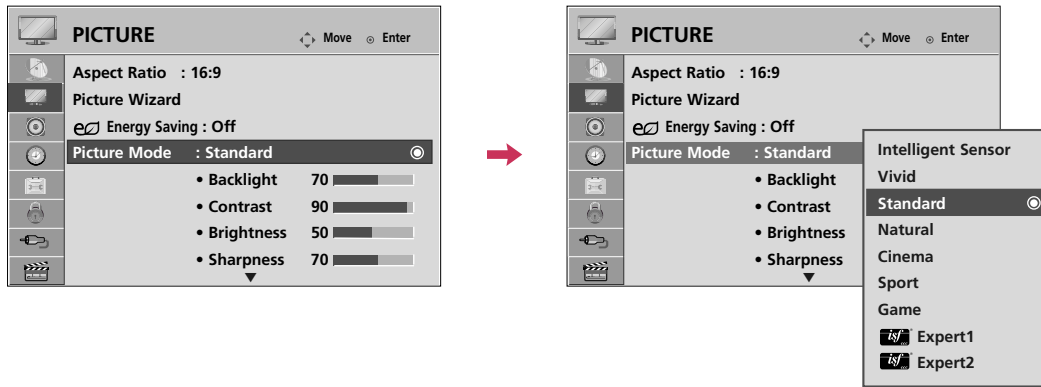 PICTURE
Move Enter
Aspect Ratio : 16:9
Picture Wizard
eco Energy Saving : Off
Picture Mode : Standard
• Backlight 70
• Contrast 90
• Brightness 50
• Sharpness 70
PICTURE
Move Enter
Aspect Ratio : 16:9
Picture Wizard
eco Energy Saving : Off
Picture Mode : Standard
• Backlight
• Contrast
• Brightness
• Sharpness
Intelligent Sensor
Vivid
Standard
Natural
Cinema
Sport
Game
isf Expert1
isf Expert2